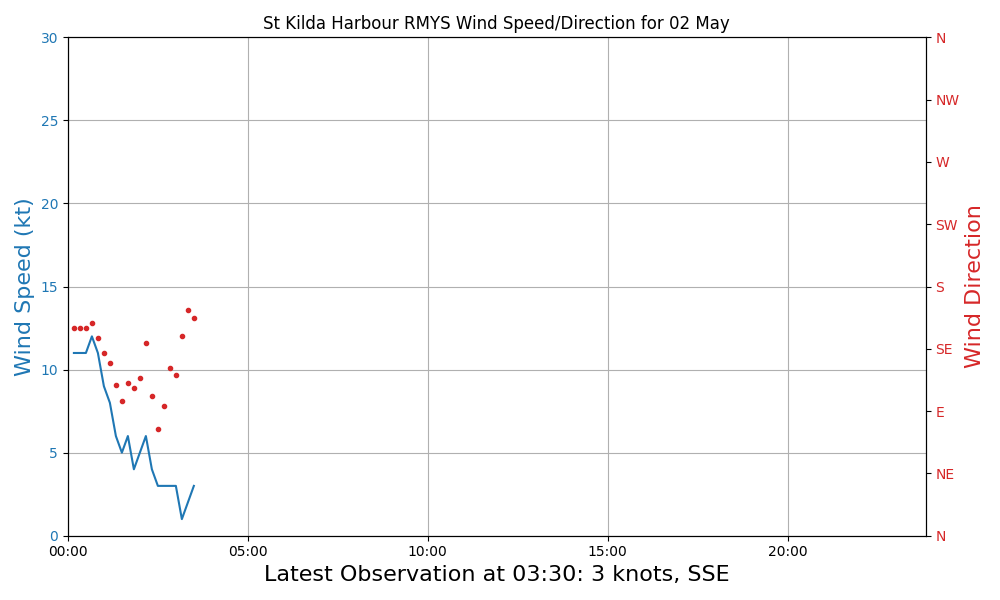 St Kilda Harbour RMYS Wind Speed/Direction for 02 May
30
25
20
15
10
5
0
Wind Speed (kt)
N
NW
W
SW
S
SE
E
NE
N
Wind Direction
00:00 05:00 10:00 15:00 20:00
Latest Observation at 03:30: 3 knots, SSE